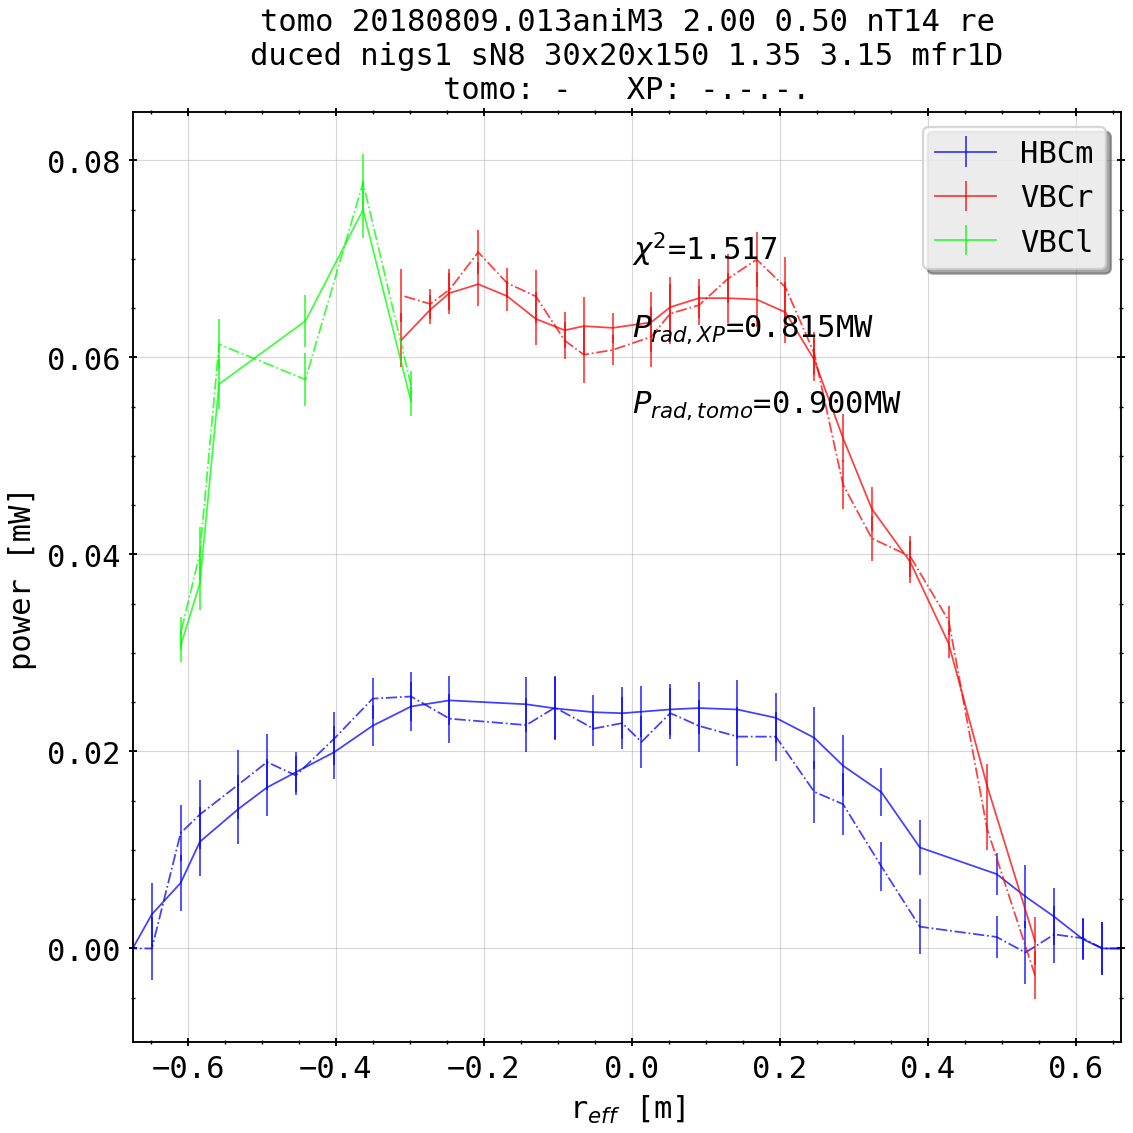 tomo 20180809.013aniM3 2.00 0.50 nT14 re
duced nigs1 sN8 30x20x150 1.35 3.15 mfr1D
tomo: -   XP: -.-.-.
HBCm
VBCr
VBCl
χ²=1.517
P_rad,XP=0.815MW
P_rad,tomo=0.900MW
power [mW]
0.08
0.06
0.04
0.02
0.00
−0.6 −0.4 −0.2 0.0 0.2 0.4 0.6
r_eff [m]